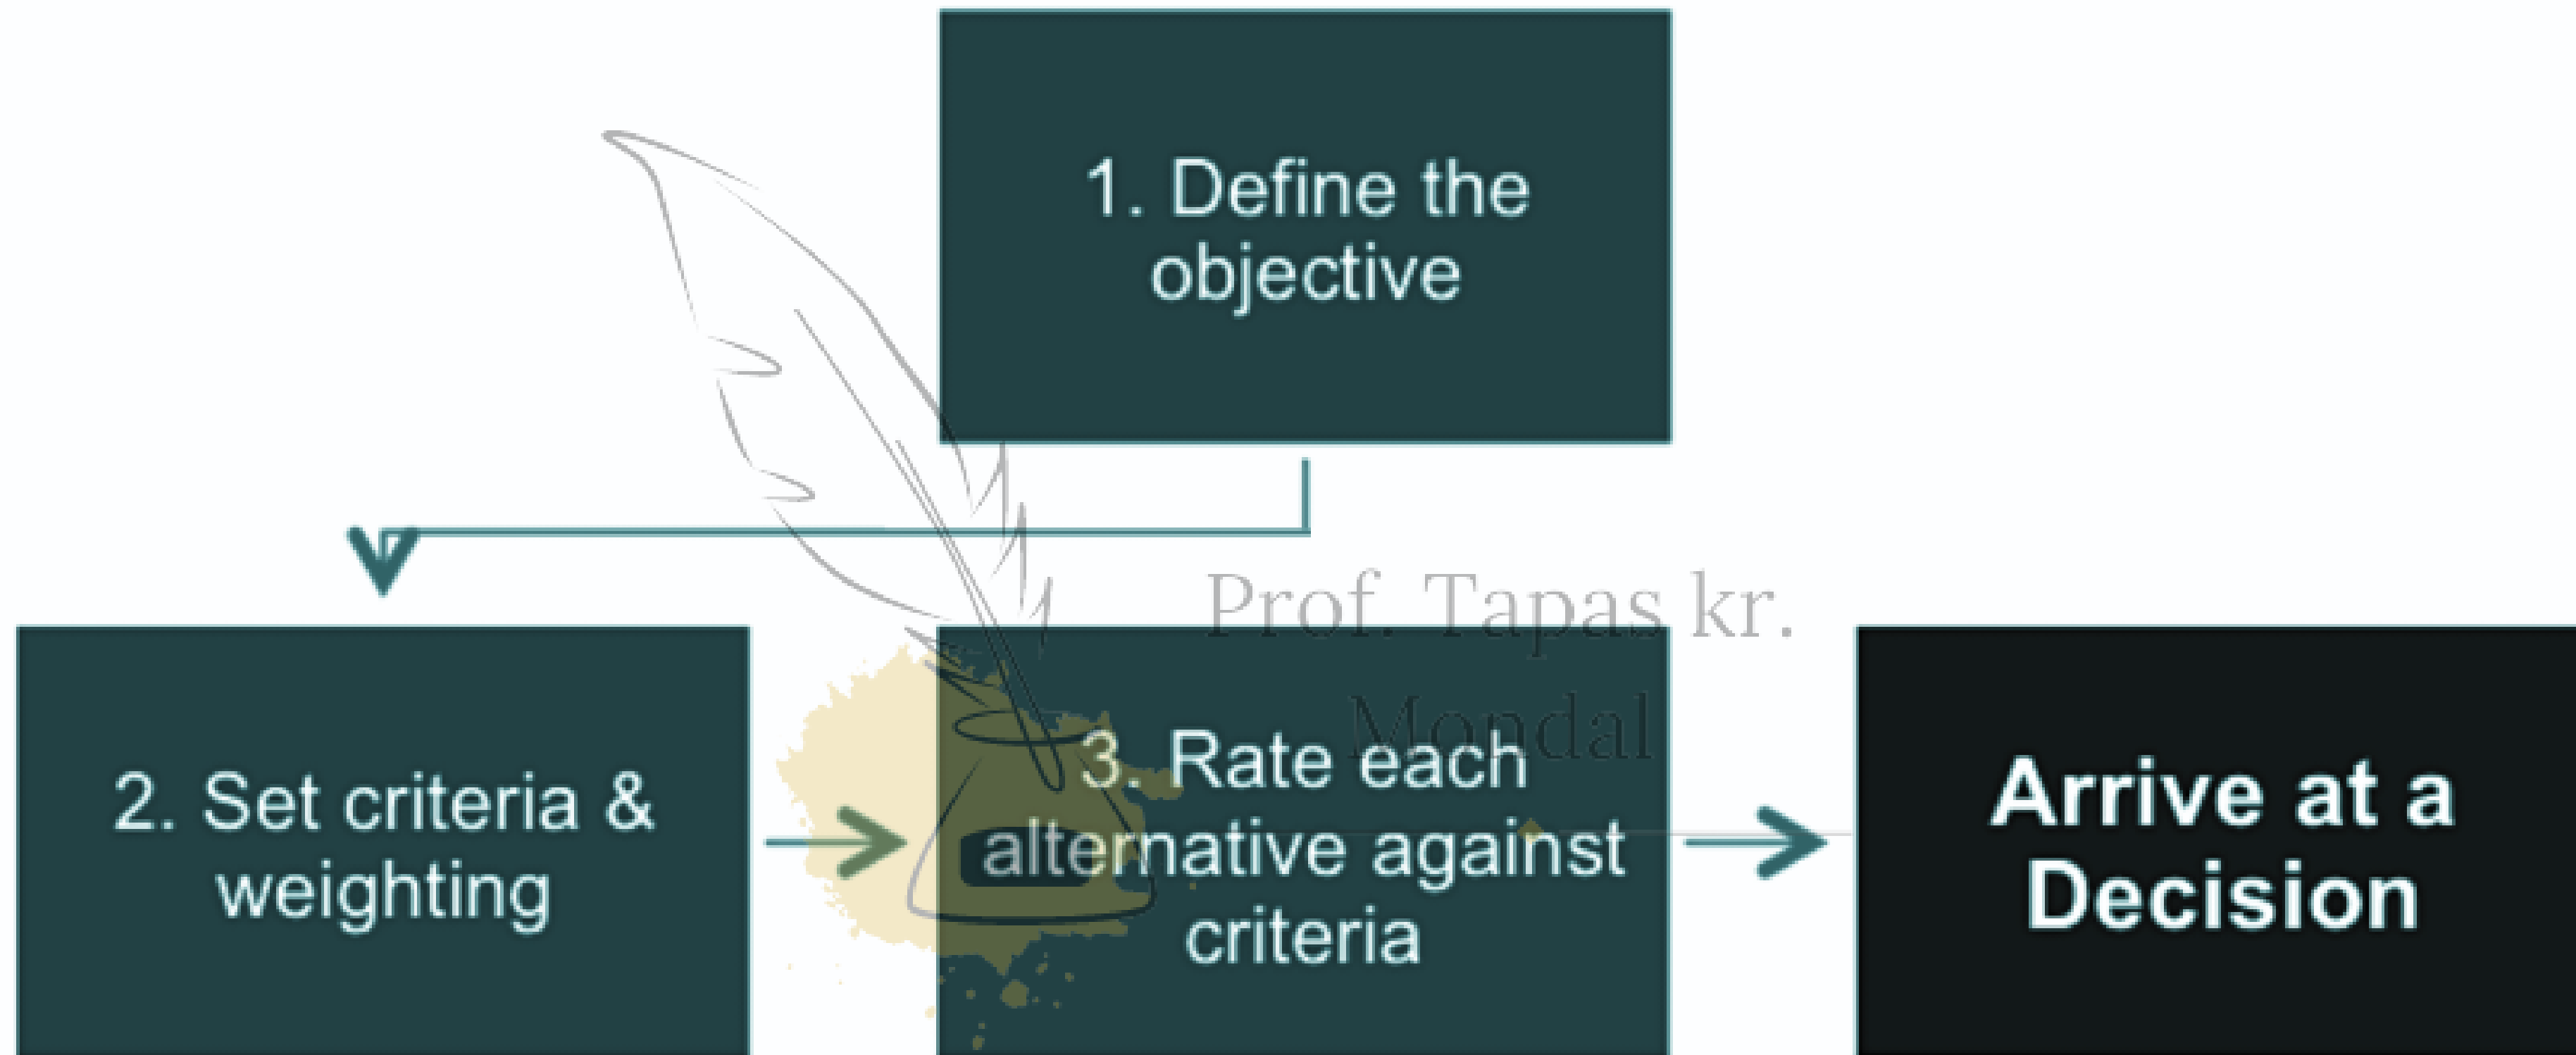 1. Define the
objective
Prof. Tapas kr.
Mondal
2. Set criteria &
weighting
3. Rate each
alternative against
criteria
Arrive at a
Decision